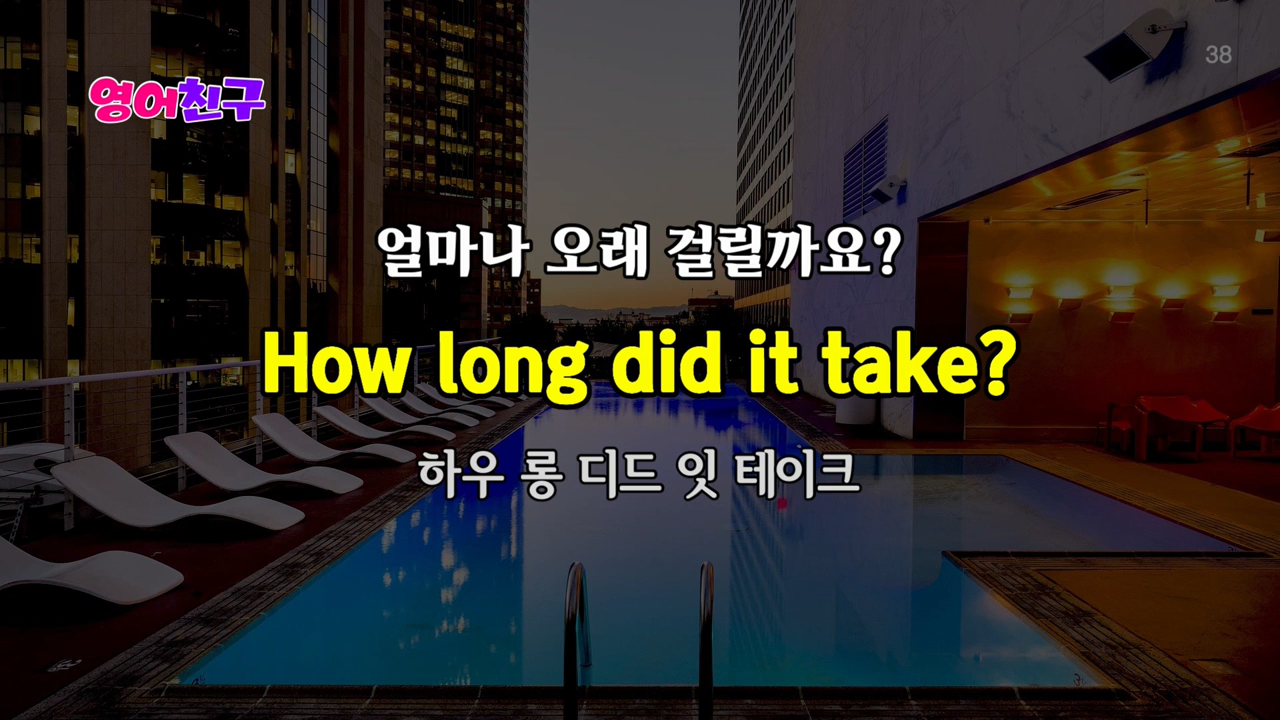 38
영어친구
얼마나 오래 걸릴까요?
How long did it take?
하우 롱 디드 잇 테이크